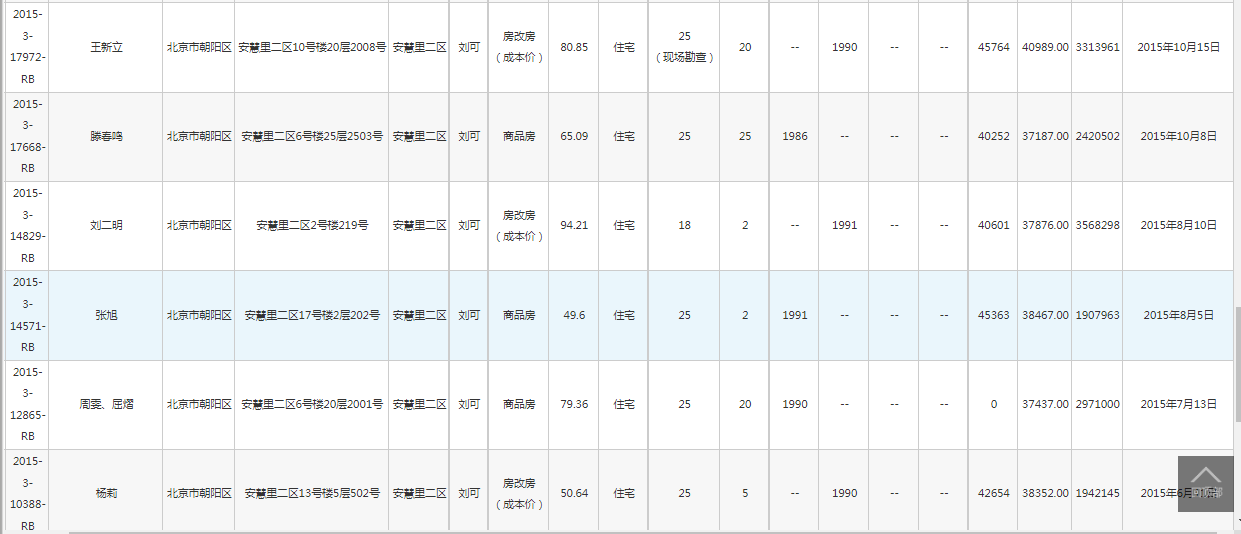 2015-
3-
17972-
RB
王新立
北京市朝阳区
安慧里二区10号楼20层2008号
安慧里二区
刘可
房改房
（成本价）
80.85
住宅
25
（现场勘查）
20
--
1990
--
--
45764
40989.00
3313961
2015年10月15日
2015-
3-
17668-
RB
滕春鸣
北京市朝阳区
安慧里二区6号楼25层2503号
安慧里二区
刘可
商品房
65.09
住宅
25
25
1986
--
--
--
40252
37187.00
2420502
2015年10月8日
2015-
3-
14829-
RB
刘二明
北京市朝阳区
安慧里二区2号楼219号
安慧里二区
刘可
房改房
（成本价）
94.21
住宅
18
2
--
1991
--
--
40601
37876.00
3568298
2015年8月10日
2015-
3-
14571-
RB
张旭
北京市朝阳区
安慧里二区17号楼2层202号
安慧里二区
刘可
商品房
49.6
住宅
25
2
1991
--
--
--
45363
38467.00
1907963
2015年8月5日
2015-
3-
12865-
RB
周雯、屈熠
北京市朝阳区
安慧里二区6号楼20层2001号
安慧里二区
刘可
商品房
79.36
住宅
25
20
1990
--
--
--
0
37437.00
2971000
2015年7月13日
2015-
3-
10388-
RB
杨莉
北京市朝阳区
安慧里二区13号楼5层502号
安慧里二区
刘可
房改房
（成本价）
50.64
住宅
25
5
--
1990
--
--
42654
38352.00
1942145
2015年6月
回顶部